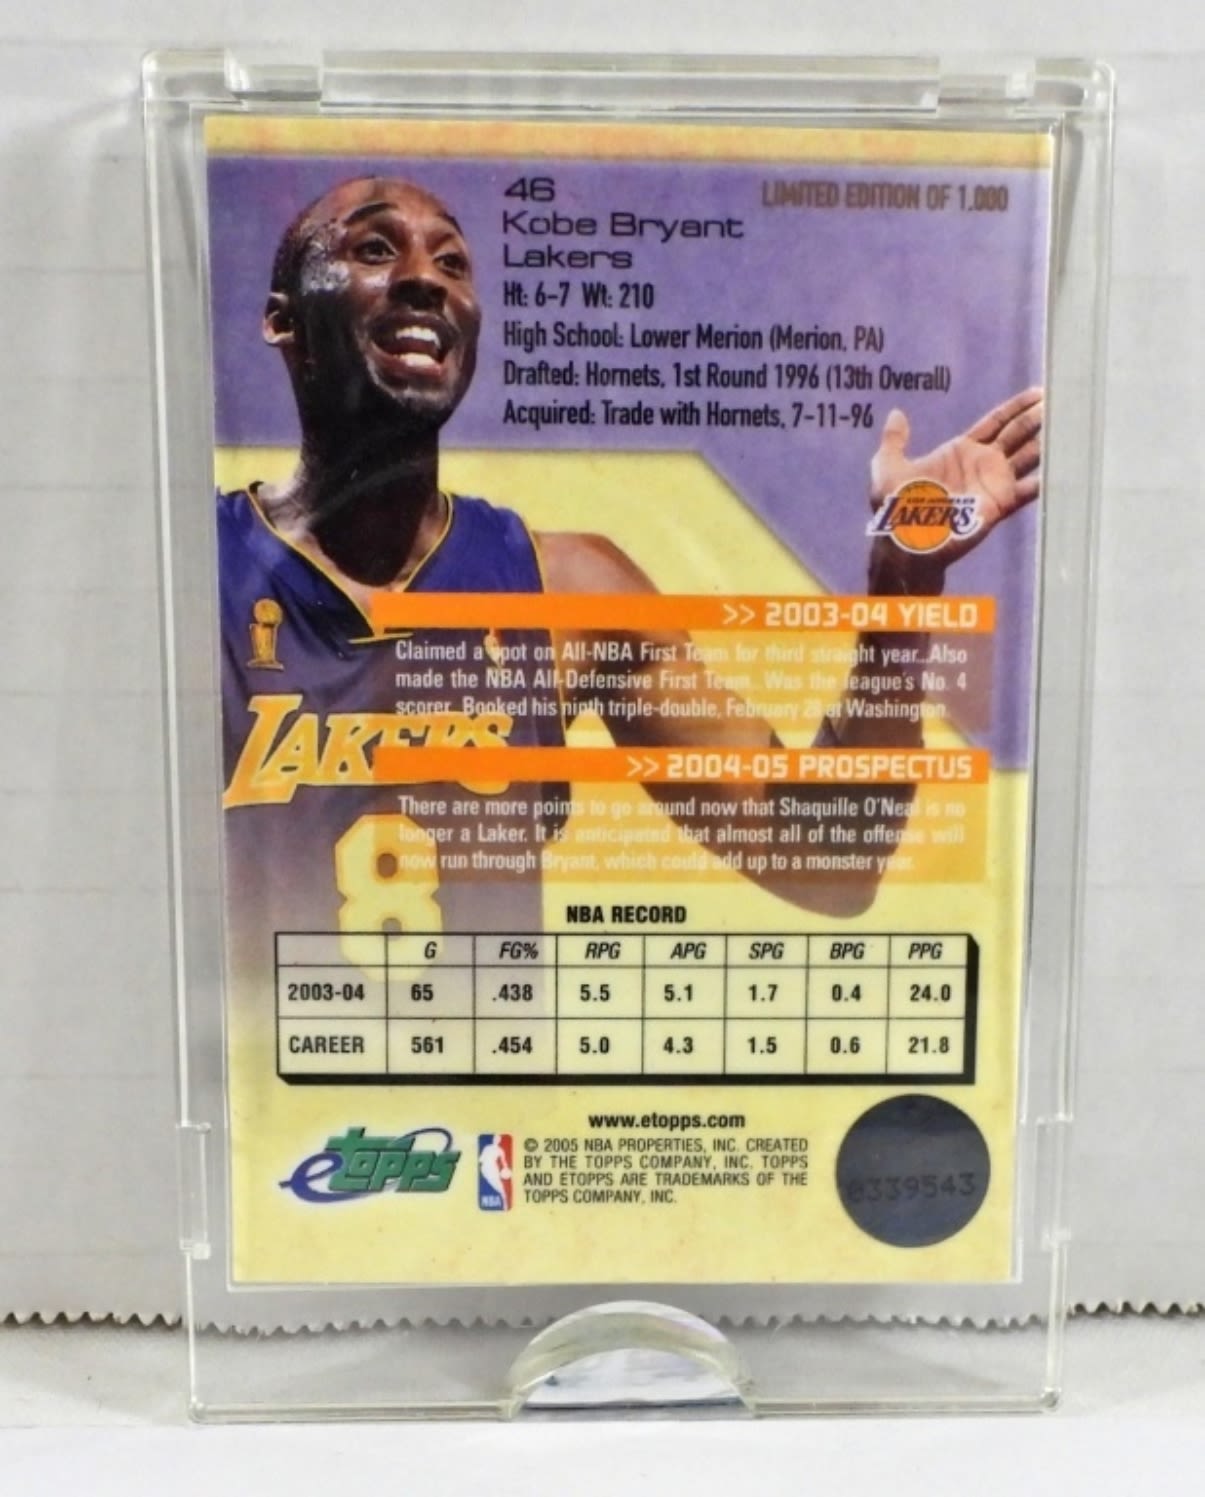 46
LIMITED EDITION OF 1,000
Kobe Bryant
Lakers
Ht: 6-7 Wt: 210
High School: Lower Merion (Merion, PA)
Drafted: Hornets, 1st Round 1996 (13th Overall)
Acquired: Trade with Hornets, 7-11-96
LOS ANGELES
LAKERS
>> 2003-04 YIELD
Claimed a spot on All-NBA First Team for third straight year...Also
made the NBA All-Defensive First Team...Was the league's No. 4
scorer. Booked his ninth triple-double, February 28 at Washington.
LAKERS
>> 2004-05 PROSPECTUS
There are more points to go around now that Shaquille O'Neal is no
longer a Laker. It is anticipated that almost all of the offense will
now run through Bryant, which could add up to a monster year.
8
NBA RECORD
G FG% RPG APG SPG BPG PPG
2003-04 65 .438 5.5 5.1 1.7 0.4 24.0
CAREER 561 .454 5.0 4.3 1.5 0.6 21.8
www.etopps.com
etopps
NBA
© 2005 NBA PROPERTIES, INC. CREATED
BY THE TOPPS COMPANY, INC. TOPPS
AND ETOPPS ARE TRADEMARKS OF THE
TOPPS COMPANY, INC.
0339543